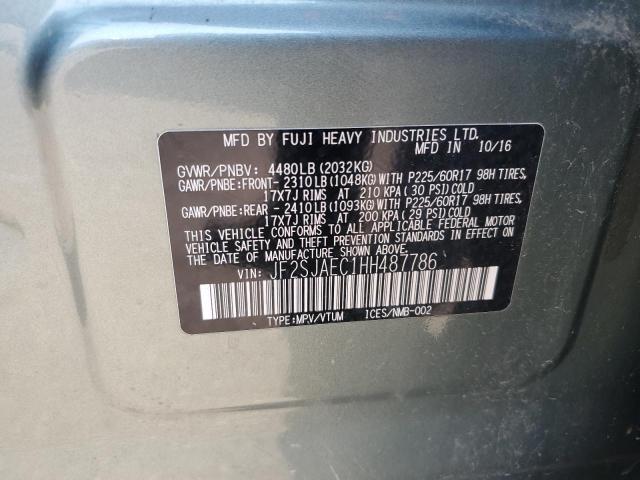 MFD BY FUJI HEAVY INDUSTRIES LTD.
MFD IN 10/16
GVWR/PNBV: 4480LB (2032KG)
GAWR/PNBE:FRONT- 2310LB (1048KG) WITH P225/60R17 98H TIRES,
17X7J RIMS AT 210 KPA (30 PSI) COLD
GAWR/PNBE:REAR - 2410LB (1093KG) WITH P225/60R17 98H TIRES,
17X7J RIMS AT 200 KPA (29 PSI) COLD
THIS VEHICLE CONFORMS TO ALL APPLICABLE FEDERAL MOTOR
VEHICLE SAFETY AND BUMPER STANDARDS IN EFFECT ON THE
DATE OF MANUFACTURE SHOWN ABOVE.
VIN: JF2SJAEC1HH487786
TYPE:MPV/VTUM ICES/NMB-002